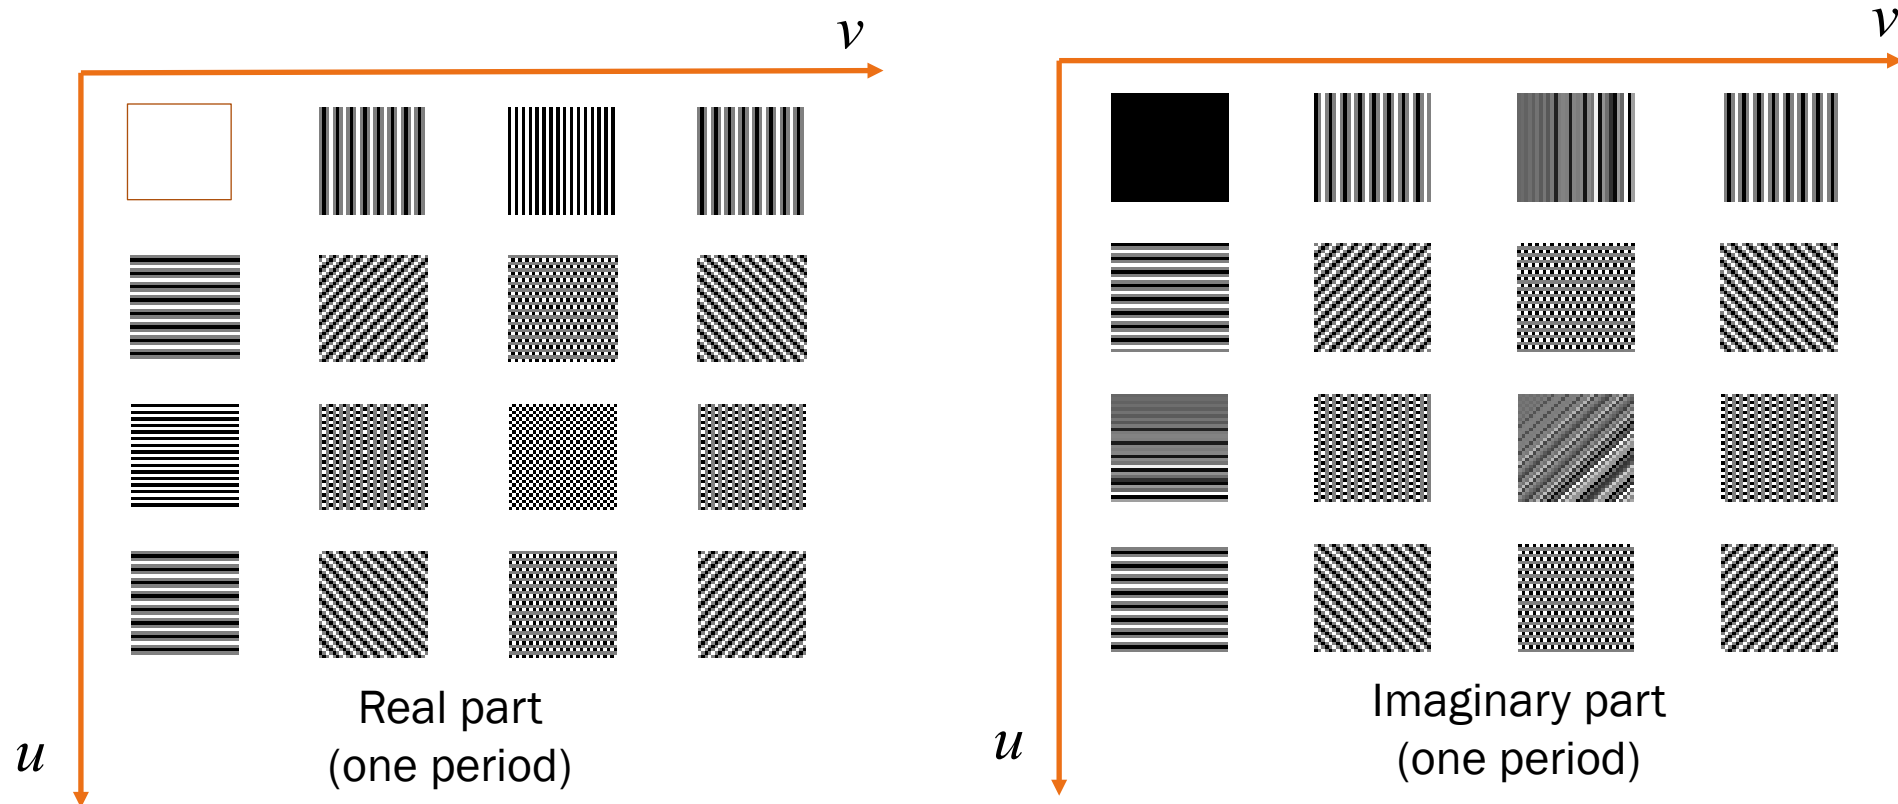 v
v
Real part
(one period)
u
Imaginary part
(one period)
u